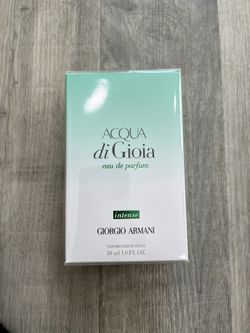 ACQUA
di Gioia
eau de parfum
intense
GIORGIO ARMANI
VAPORISATEUR SPRAY
50 ml 1.6 FL.OZ.